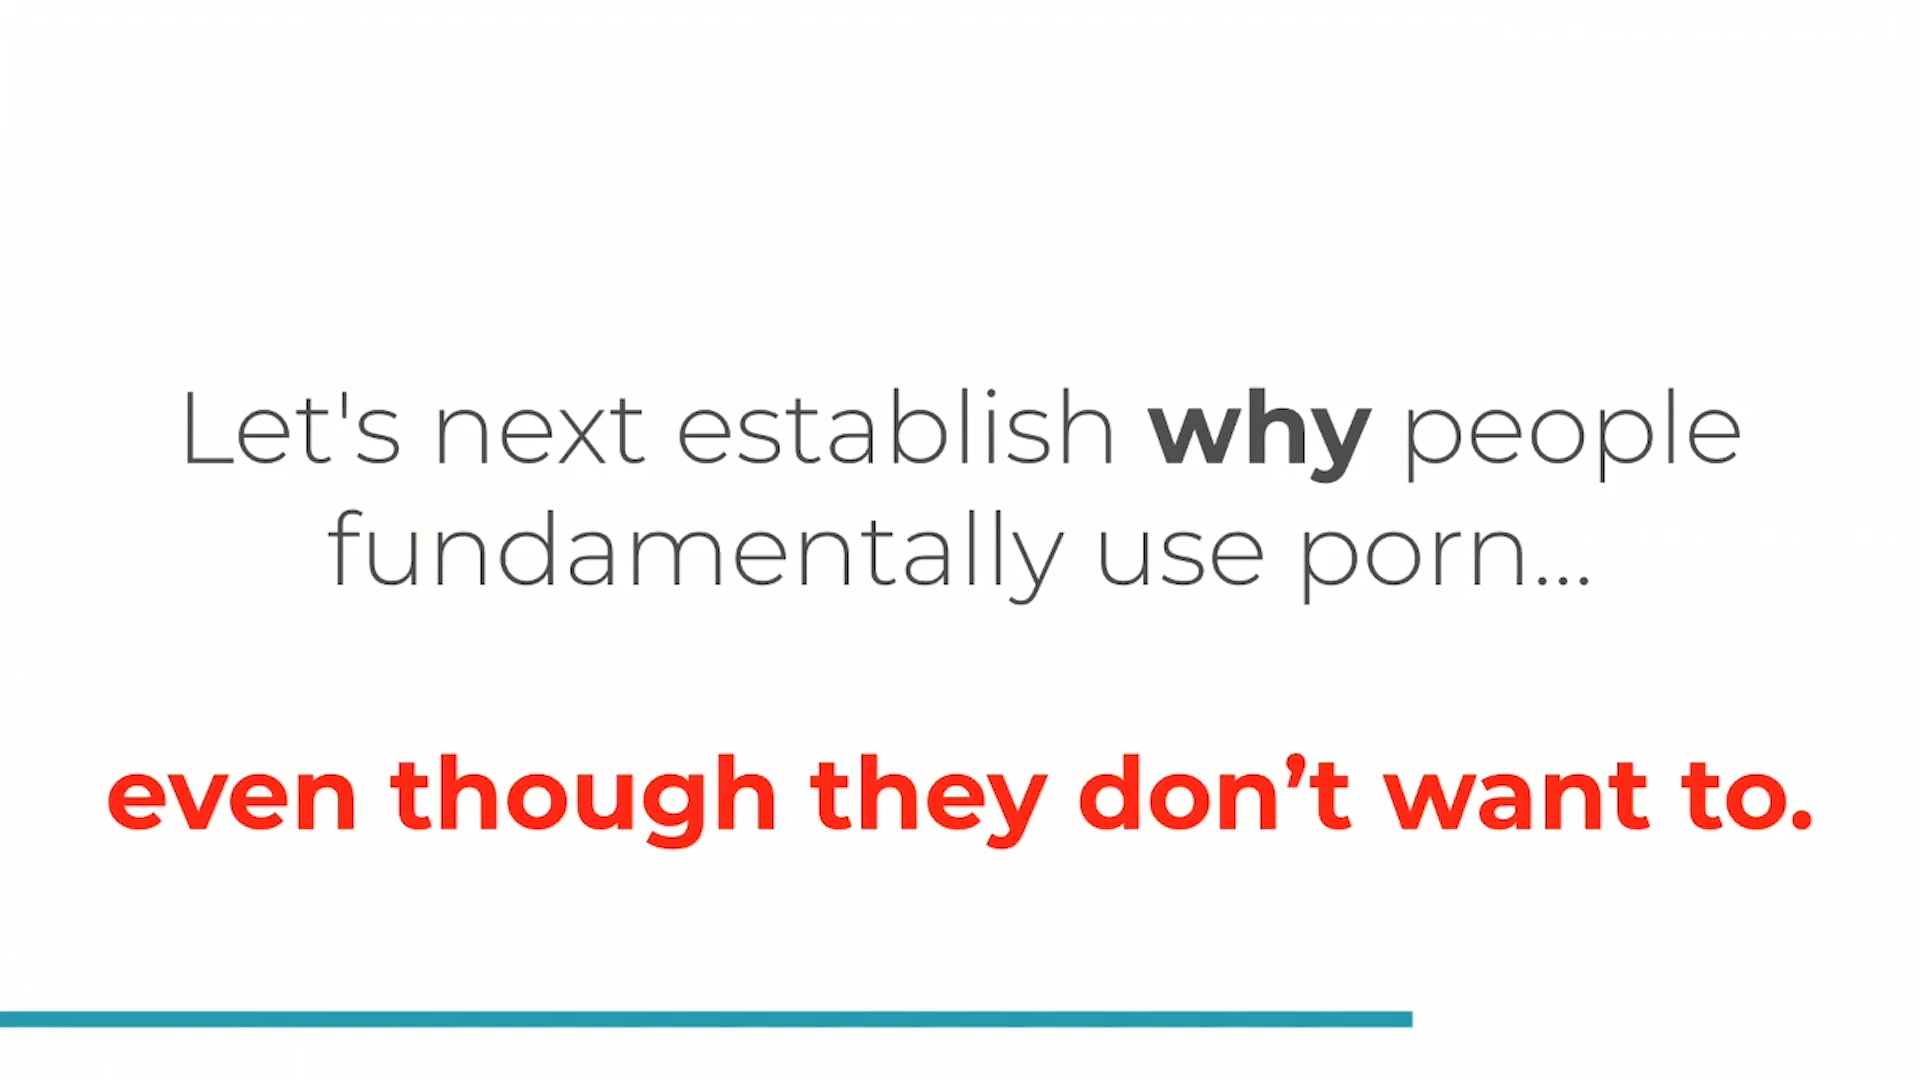 Let's next establish why people
fundamentally use porn...
even though they don’t want to.